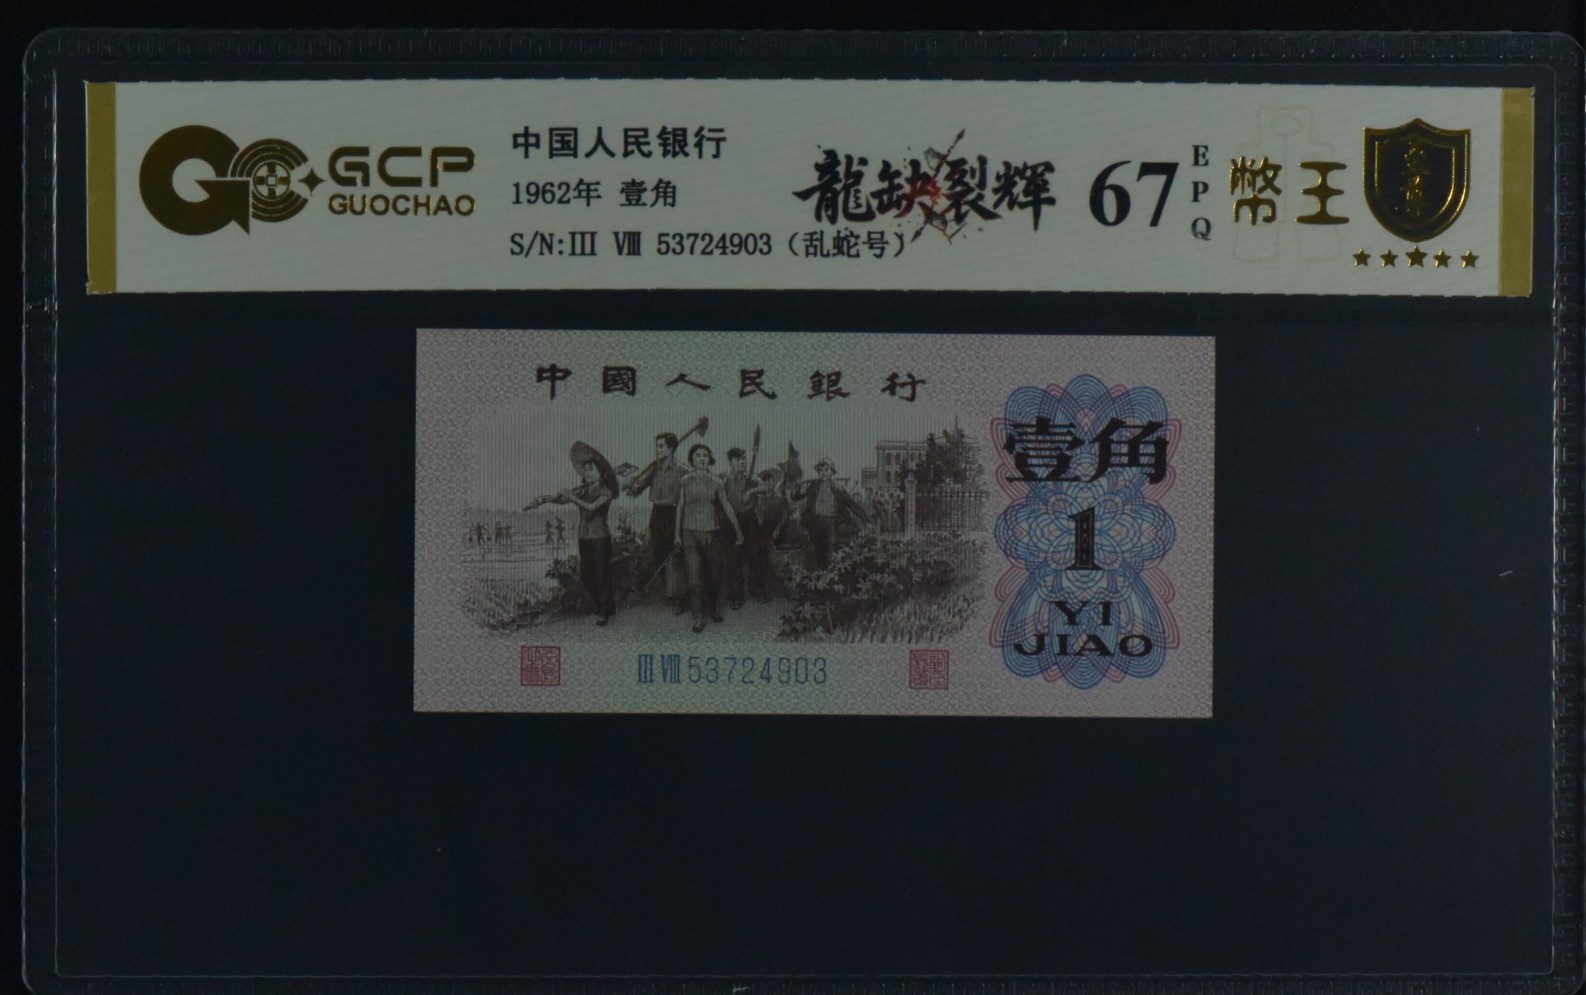 GCP
GUOCHAO
中国人民银行
1962年 壹角
S/N:Ⅲ Ⅷ 53724903（乱蛇号）
龍缺裂辉
67
EPQ
幣王
中國人民銀行
壹角
1
YI
JIAO
Ⅲ Ⅷ 53724903